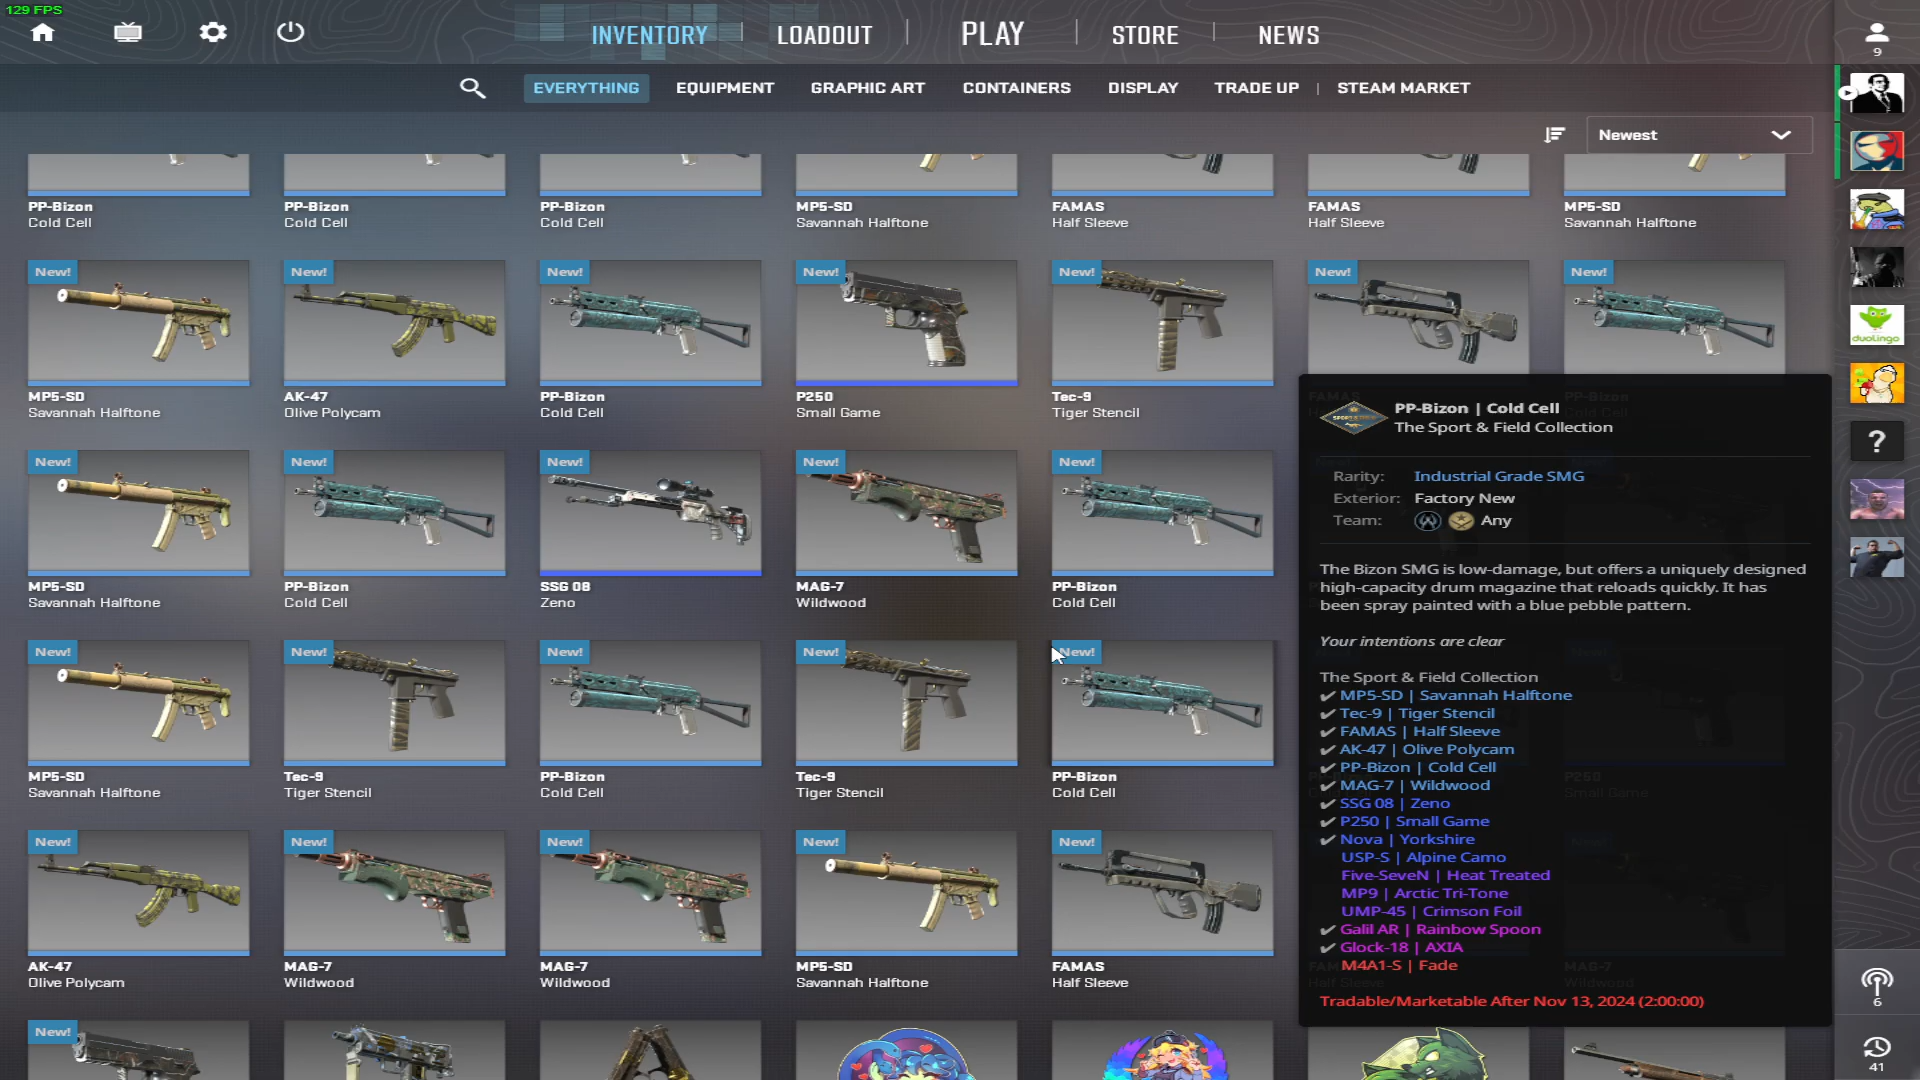 129 FPS
INVENTORY
LOADOUT
PLAY
STORE
NEWS
9
EVERYTHING
EQUIPMENT
GRAPHIC ART
CONTAINERS
DISPLAY
TRADE UP
STEAM MARKET
Newest
PP-Bizon
Cold Cell
PP-Bizon
Cold Cell
PP-Bizon
Cold Cell
MP5-SD
Savannah Halftone
FAMAS
Half Sleeve
FAMAS
Half Sleeve
MP5-SD
Savannah Halftone
New!
MP5-SD
Savannah Halftone
New!
AK-47
Olive Polycam
New!
PP-Bizon
Cold Cell
New!
P250
Small Game
New!
Tec-9
Tiger Stencil
New!
New!
duolingo
New!
MP5-SD
Savannah Halftone
New!
PP-Bizon
Cold Cell
New!
SSG 08
Zeno
New!
MAG-7
Wildwood
New!
PP-Bizon
Cold Cell
New!
MP5-SD
Savannah Halftone
New!
Tec-9
Tiger Stencil
New!
PP-Bizon
Cold Cell
New!
Tec-9
Tiger Stencil
New!
PP-Bizon
Cold Cell
New!
AK-47
Olive Polycam
New!
MAG-7
Wildwood
New!
MAG-7
Wildwood
New!
MP5-SD
Savannah Halftone
New!
FAMAS
Half Sleeve
New!
PP-Bizon | Cold Cell
The Sport & Field Collection
Rarity: Industrial Grade SMG
Exterior: Factory New
Team: Any
The Bizon SMG is low-damage, but offers a uniquely designed
high-capacity drum magazine that reloads quickly. It has
been spray painted with a blue pebble pattern.
Your intentions are clear
The Sport & Field Collection
✔ MP5-SD | Savannah Halftone
✔ Tec-9 | Tiger Stencil
✔ FAMAS | Half Sleeve
✔ AK-47 | Olive Polycam
✔ PP-Bizon | Cold Cell
✔ MAG-7 | Wildwood
✔ SSG 08 | Zeno
✔ P250 | Small Game
✔ Nova | Yorkshire
USP-S | Alpine Camo
Five-SeveN | Heat Treated
MP9 | Arctic Tri-Tone
UMP-45 | Crimson Foil
✔ Galil AR | Rainbow Spoon
✔ Glock-18 | AXIA
M4A1-S | Fade
Tradable/Marketable After Nov 13, 2024 (2:00:00)
P250
Small Game
MAG-7
Wildwood
?
6
41